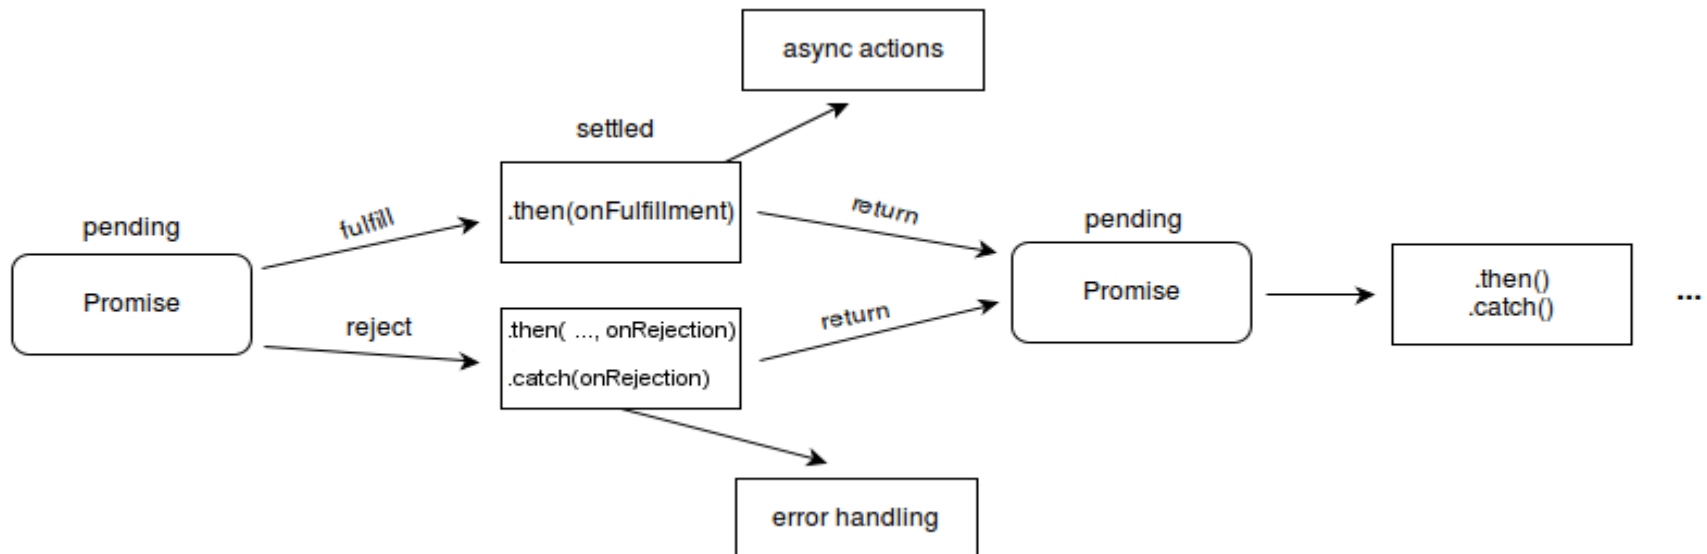 async actions
settled
.then(onFulfillment)
return
fulfill
pending
pending
Promise
Promise
.then()
.catch()
...
reject
.then( ..., onRejection)
return
.catch(onRejection)
error handling